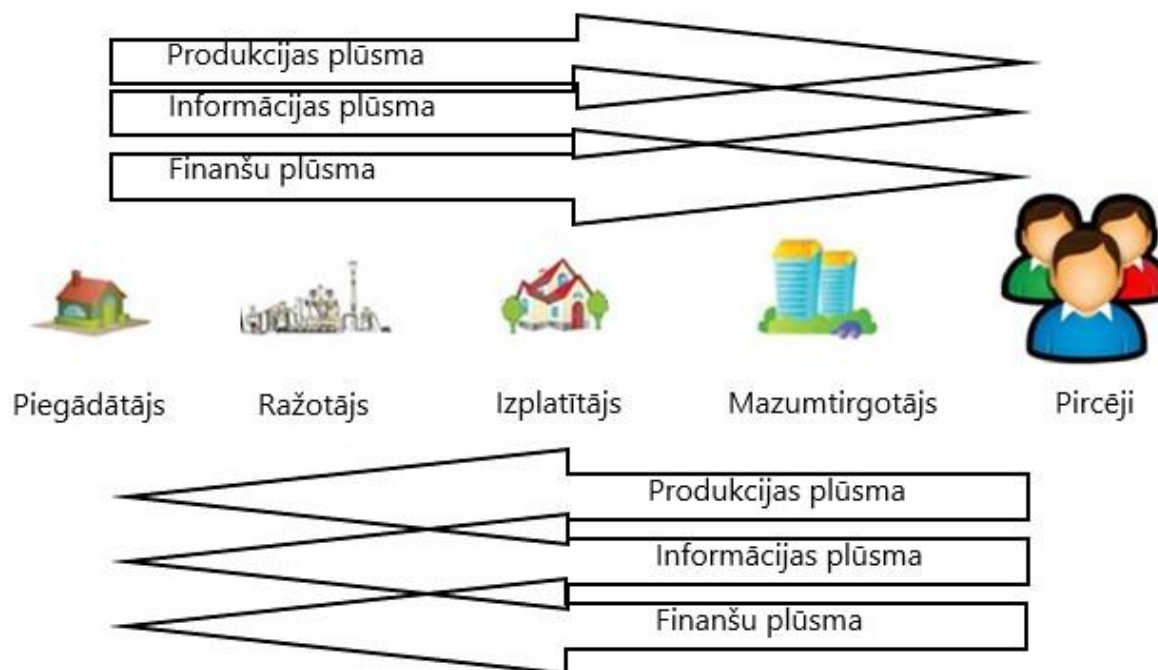 Produkcijas plūsma
Informācijas plūsma
Finanšu plūsma
Piegādātājs
Ražotājs
Izplatītājs
Mazumtirgotājs
Pircēji
Produkcijas plūsma
Informācijas plūsma
Finanšu plūsma